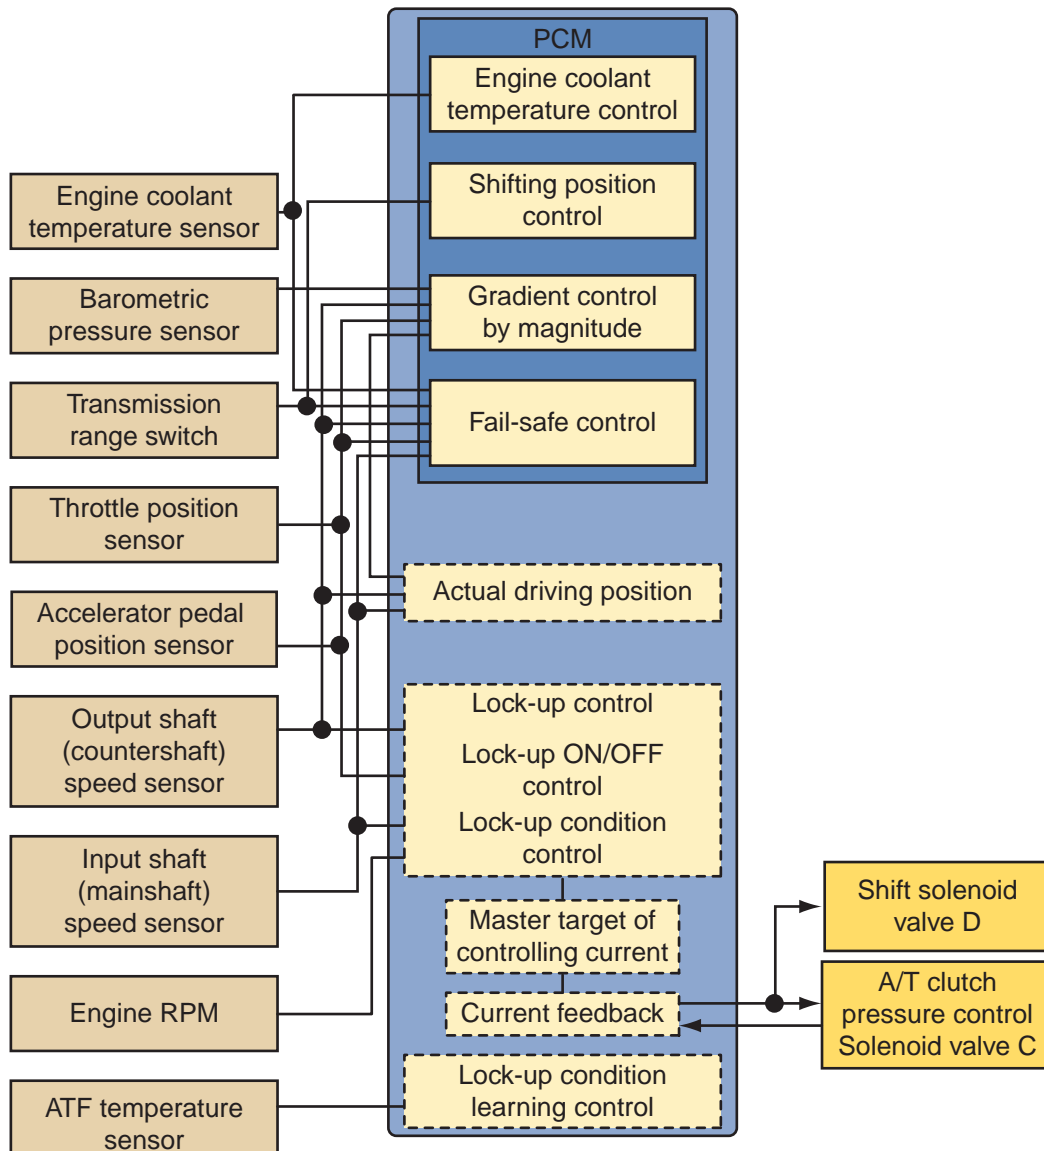 PCM
Engine coolant
temperature control
Shifting position
control
Gradient control
by magnitude
Fail-safe control
Engine coolant
temperature sensor
Barometric
pressure sensor
Transmission
range switch
Throttle position
sensor
Accelerator pedal
position sensor
Output shaft
(countershaft)
speed sensor
Input shaft
(mainshaft)
speed sensor
Engine RPM
ATF temperature
sensor
Actual driving position
Lock-up control
Lock-up ON/OFF
control
Lock-up condition
control
Master target of
controlling current
Current feedback
Lock-up condition
learning control
Shift solenoid
valve D
A/T clutch
pressure control
Solenoid valve C